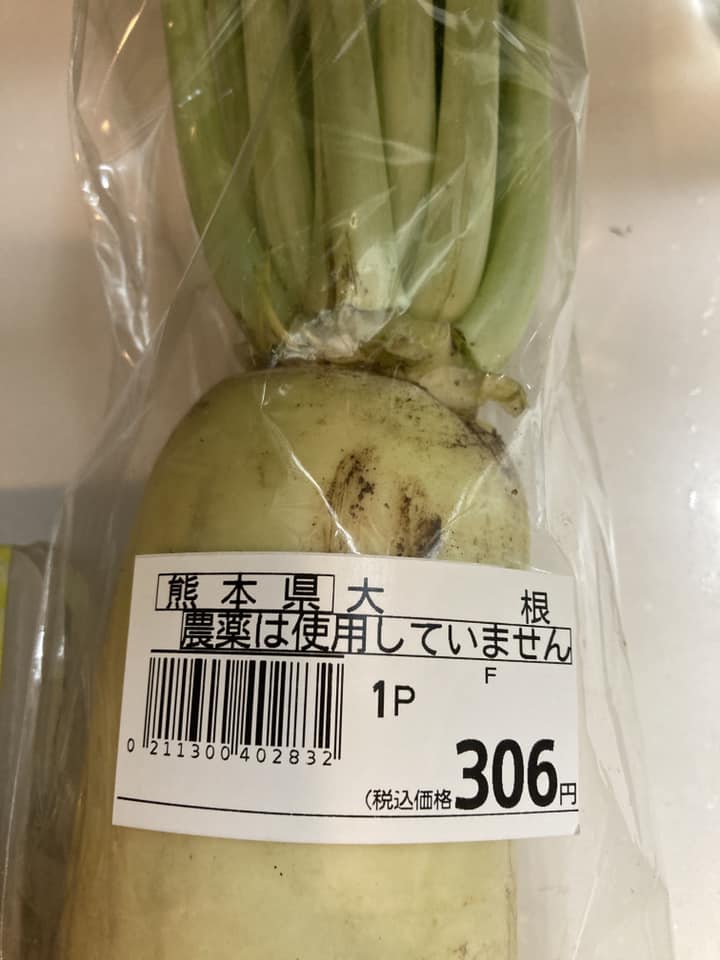 熊本県 大根
農薬は使用していません
F
1P
0 211300 402832
(税込価格 306円